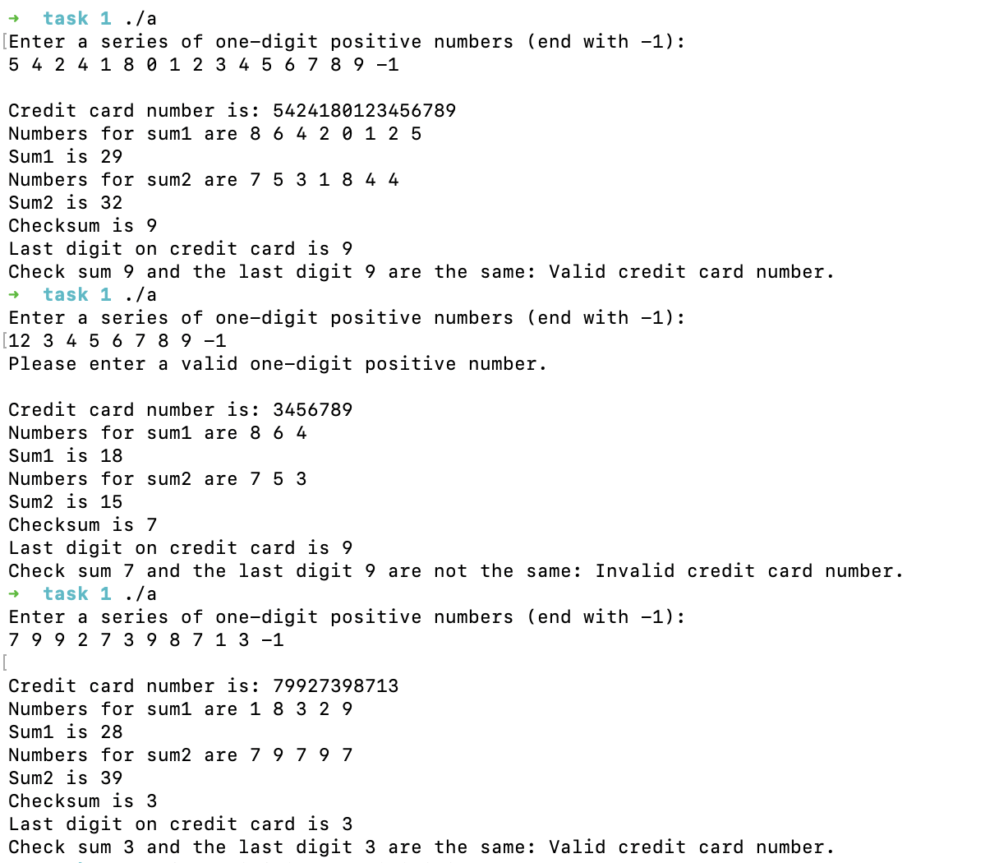 ➜  task 1 ./a
[Enter a series of one-digit positive numbers (end with -1):
5 4 2 4 1 8 0 1 2 3 4 5 6 7 8 9 -1
Credit card number is: 5424180123456789
Numbers for sum1 are 8 6 4 2 0 1 2 5
Sum1 is 29
Numbers for sum2 are 7 5 3 1 8 4 4
Sum2 is 32
Checksum is 9
Last digit on credit card is 9
Check sum 9 and the last digit 9 are the same: Valid credit card number.
➜  task 1 ./a
Enter a series of one-digit positive numbers (end with -1):
[12 3 4 5 6 7 8 9 -1
Please enter a valid one-digit positive number.
Credit card number is: 3456789
Numbers for sum1 are 8 6 4
Sum1 is 18
Numbers for sum2 are 7 5 3
Sum2 is 15
Checksum is 7
Last digit on credit card is 9
Check sum 7 and the last digit 9 are not the same: Invalid credit card number.
➜  task 1 ./a
Enter a series of one-digit positive numbers (end with -1):
7 9 9 2 7 3 9 8 7 1 3 -1
[
Credit card number is: 79927398713
Numbers for sum1 are 1 8 3 2 9
Sum1 is 28
Numbers for sum2 are 7 9 7 9 7
Sum2 is 39
Checksum is 3
Last digit on credit card is 3
Check sum 3 and the last digit 3 are the same: Valid credit card number.